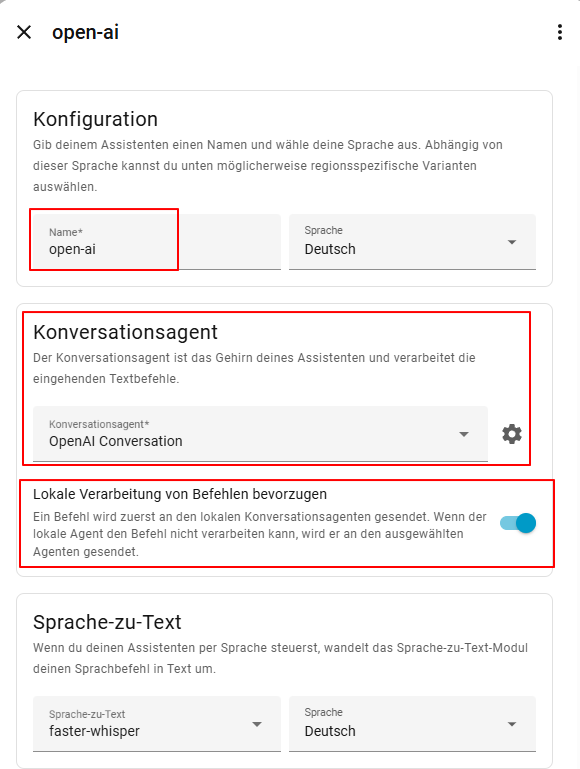 open-ai
Konfiguration
Gib deinem Assistenten einen Namen und wähle deine Sprache aus. Abhängig von
dieser Sprache kannst du unten möglicherweise regionsspezifische Varianten
auswählen.
Name*
open-ai
Sprache
Deutsch
Konversationsagent
Der Konversationsagent ist das Gehirn deines Assistenten und verarbeitet die
eingehenden Textbefehle.
Konversationsagent*
OpenAI Conversation
Lokale Verarbeitung von Befehlen bevorzugen
Ein Befehl wird zuerst an den lokalen Konversationsagenten gesendet. Wenn der
lokale Agent den Befehl nicht verarbeiten kann, wird er an den ausgewählten
Agenten gesendet.
Sprache-zu-Text
Wenn du deinen Assistenten per Sprache steuerst, wandelt das Sprache-zu-Text-Modul
deinen Sprachbefehl in Text um.
Sprache-zu-Text
faster-whisper
Sprache
Deutsch